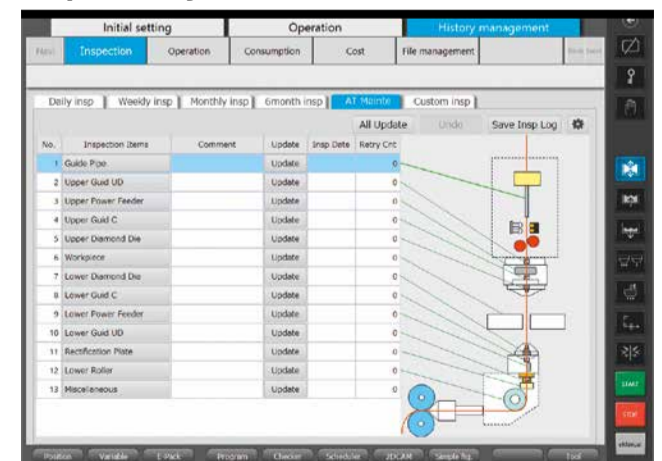 Initial setting Operation History management
Inspection Operation Consumption Cost File management
Daily insp Weekly insp Monthly insp 6month insp AT Mainte Custom insp
All Update Undo Save Insp Log
No. Inspection Items Comment Update Insp Date Retry Cnt
1 Guide Pipe Update 0
2 Upper Guid UD Update 0
3 Upper Power Feeder Update 0
4 Upper Guid C Update 0
5 Upper Diamond Die Update 0
6 Workpiece Update 0
7 Lower Diamond Die Update 0
8 Lower Guid C Update 0
9 Lower Power Feeder Update 0
10 Lower Guid UD Update 0
11 Rectification Plate Update 0
12 Lower Roller Update 0
13 Miscelaneous Update 0
START
STOP
eManual
Position Variable E-Pack Program Checker Scheduler 2DCAM Simple fig. Tool